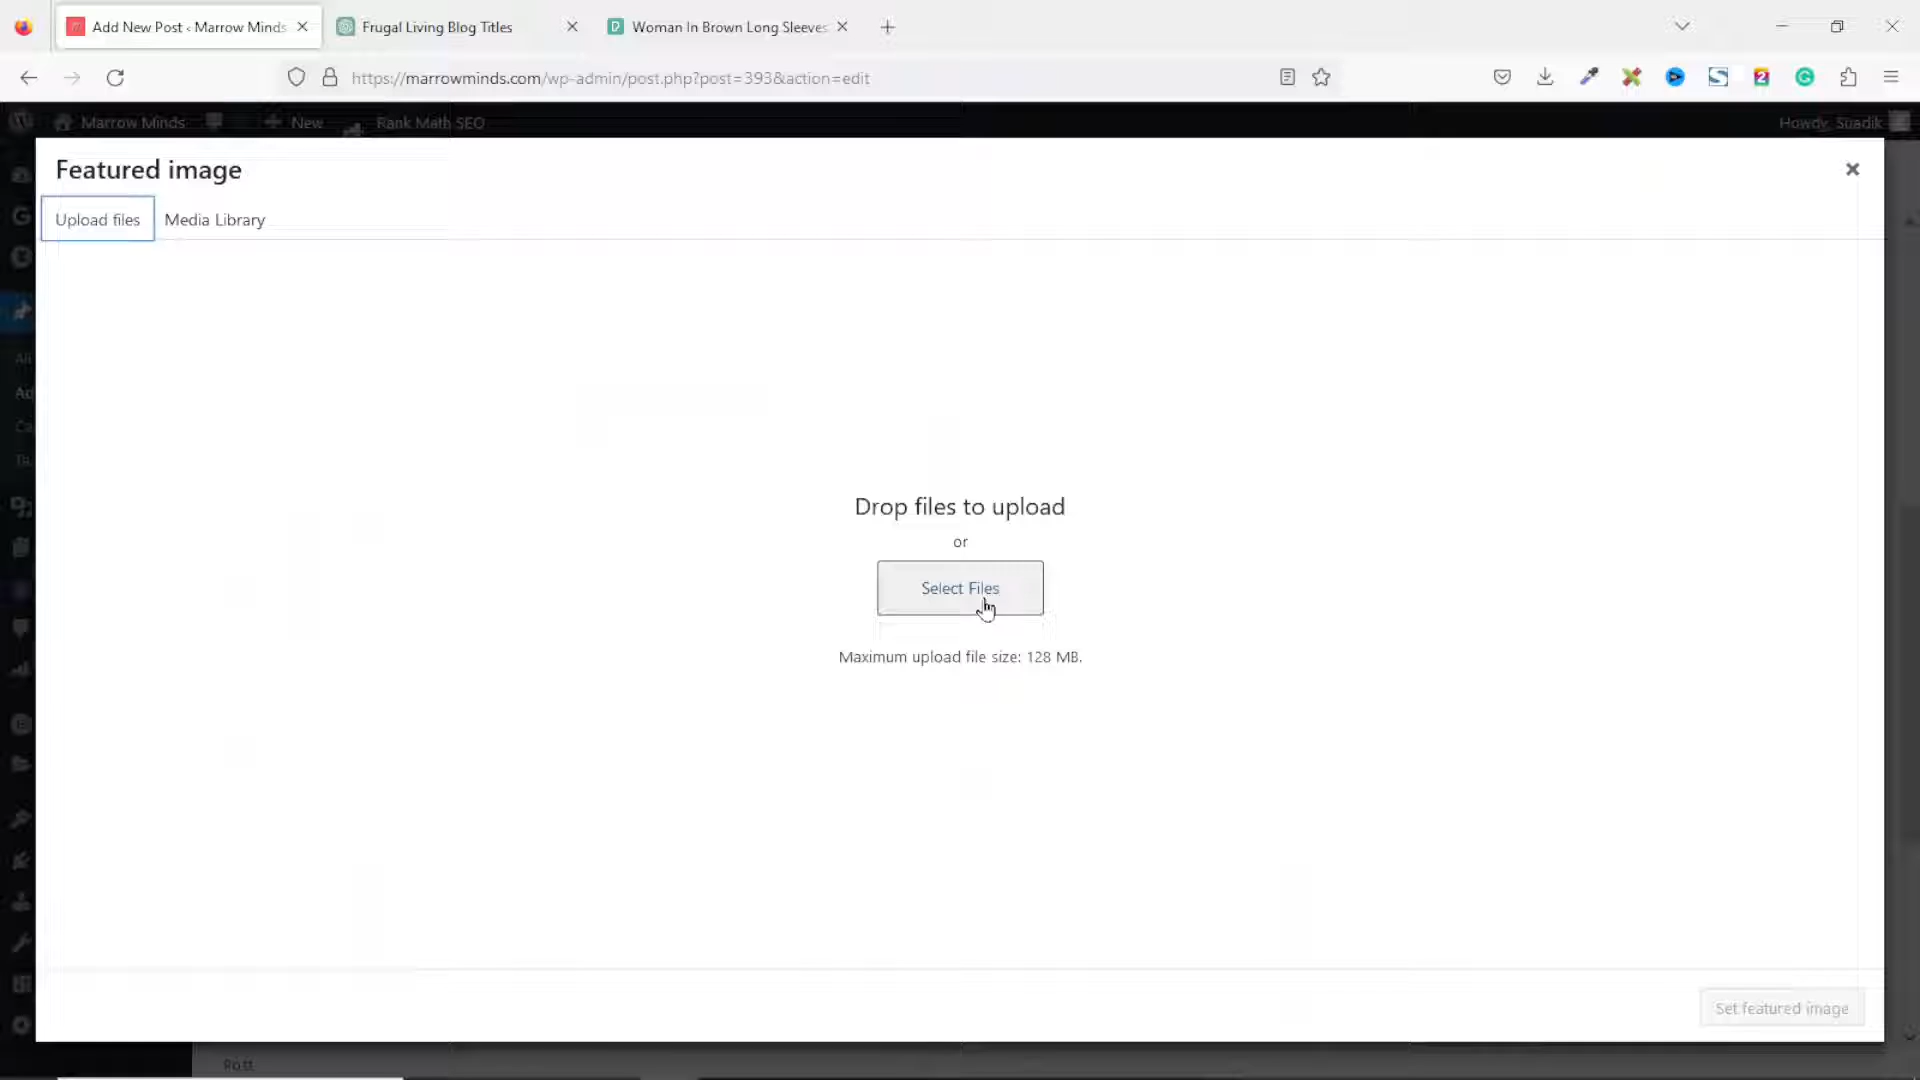 Add New Post ‹ Marrow Minds
Frugal Living Blog Titles
Woman In Brown Long Sleeves
https://marrowminds.com/wp-admin/post.php?post=393&action=edit
Marrow Minds
New
Rank Math SEO
Howdy, Suadik
Featured image
Upload files
Media Library
Drop files to upload
or
Select Files
Maximum upload file size: 128 MB.
Set featured image
Post